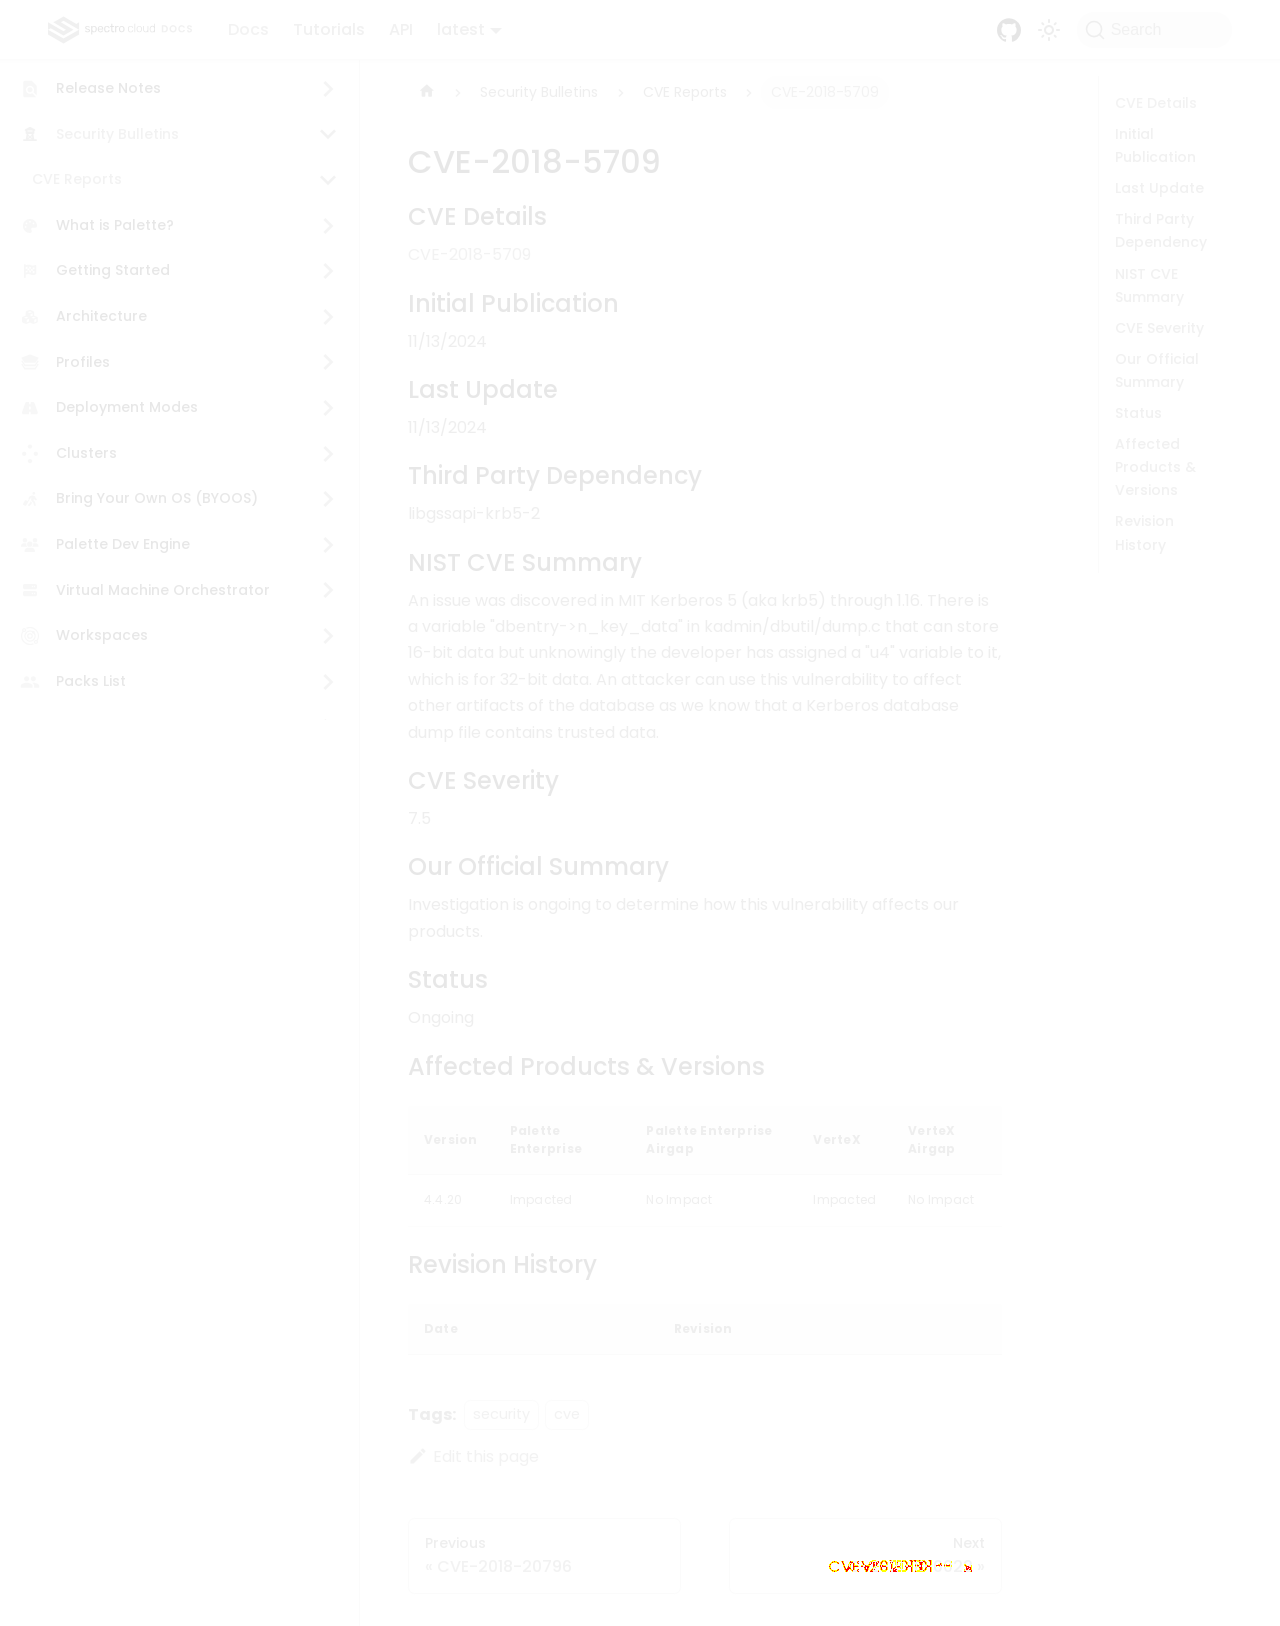 spectro cloud DOCS Docs Tutorials API latest Search
Release Notes
Security Bulletins
CVE Reports
What is Palette?
Getting Started
Architecture
Profiles
Deployment Modes
Clusters
Bring Your Own OS (BYOOS)
Palette Dev Engine
Virtual Machine Orchestrator
Workspaces
Packs List
Security Bulletins > CVE Reports > CVE-2018-5709
CVE-2018-5709
CVE Details
CVE-2018-5709
Initial Publication
11/13/2024
Last Update
11/13/2024
Third Party Dependency
libgssapi-krb5-2
NIST CVE Summary
An issue was discovered in MIT Kerberos 5 (aka krb5) through 1.16. There is
a variable "dbentry->n_key_data" in kadmin/dbutil/dump.c that can store
16-bit data but unknowingly the developer has assigned a "u4" variable to it,
which is for 32-bit data. An attacker can use this vulnerability to affect
other artifacts of the database as we know that a Kerberos database
dump file contains trusted data.
CVE Severity
7.5
Our Official Summary
Investigation is ongoing to determine how this vulnerability affects our
products.
Status
Ongoing
Affected Products & Versions
Version Palette Enterprise Palette Enterprise Airgap VerteX VerteX Airgap
4.4.20 Impacted No Impact Impacted No Impact
Revision History
Date Revision
Tags: security cve
Edit this page
Previous
« CVE-2018-20796
Next
CVE Details
Initial
Publication
Last Update
Third Party
Dependency
NIST CVE
Summary
CVE Severity
Our Official
Summary
Status
Affected
Products &
Versions
Revision
History